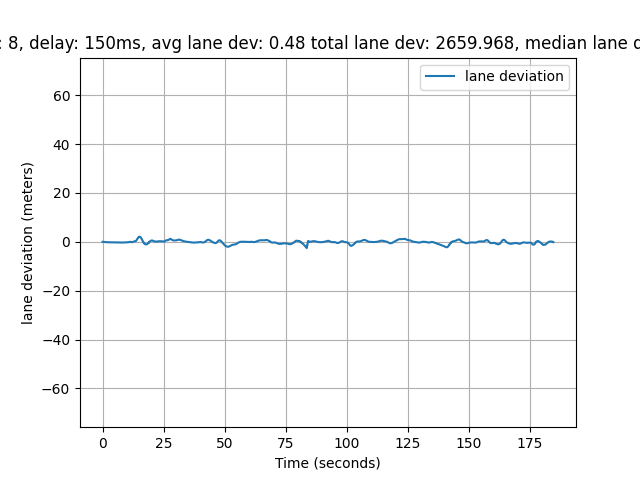 : 8, delay: 150ms, avg lane dev: 0.48 total lane dev: 2659.968, median lane d
lane deviation
60
40
20
0
−20
−40
−60
lane deviation (meters)
0 25 50 75 100 125 150 175
Time (seconds)